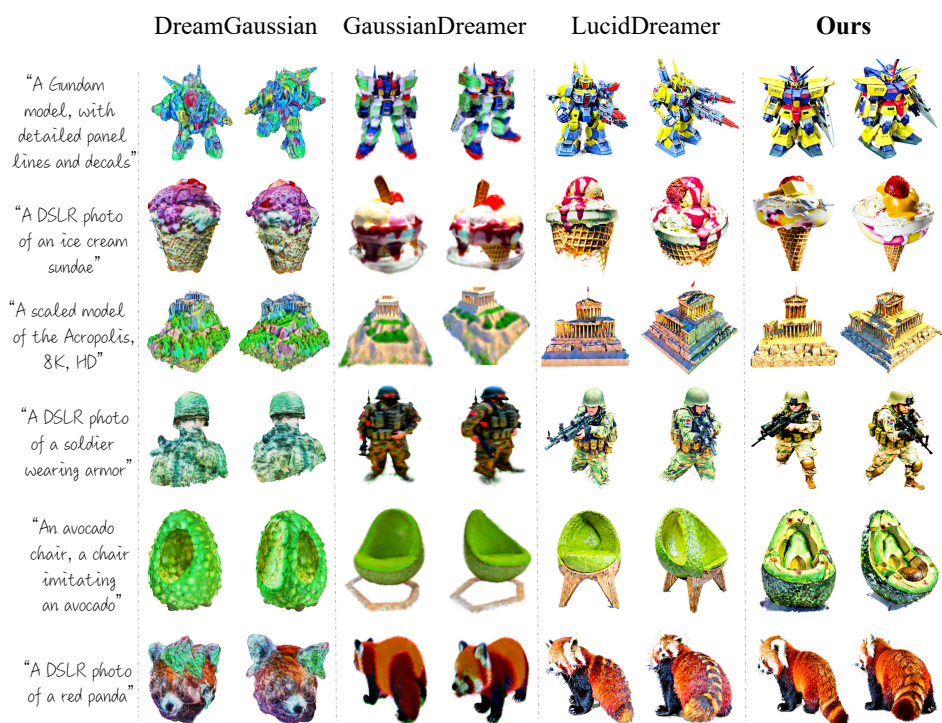 DreamGaussian GaussianDreamer LucidDreamer Ours
“A Gundam
model, with
detailed panel
lines and decals”
“A DSLR photo
of an ice cream
sundae”
“A scaled model
of the Acropolis,
8K, HD”
“A DSLR photo
of a soldier
wearing armor”
“An avocado
chair, a chair
imitating
an avocado”
“A DSLR photo
of a red panda”